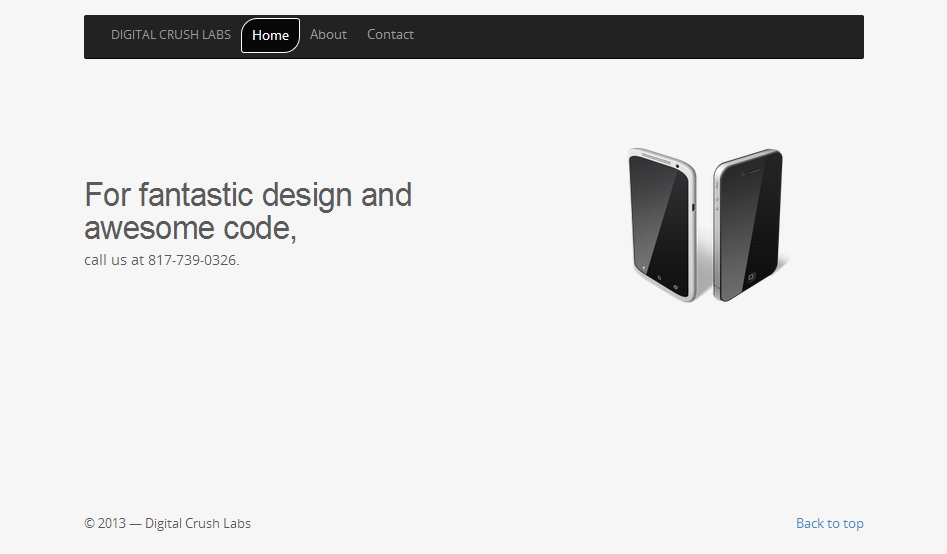 DIGITAL CRUSH LABS Home About Contact
For fantastic design and
awesome code,
call us at 817-739-0326.
© 2013 — Digital Crush Labs Back to top